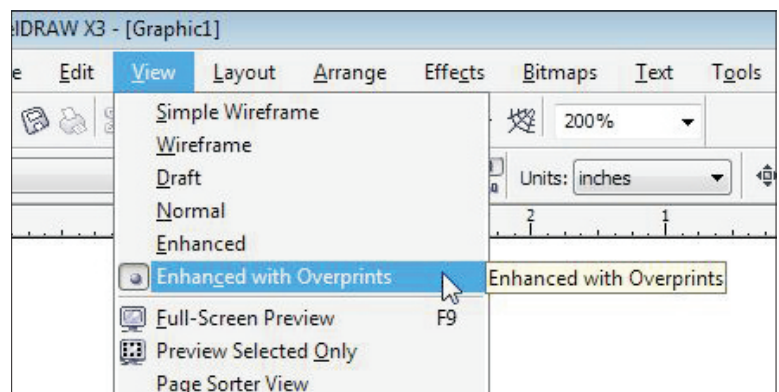 elDRAW X3 - [Graphic1]
e Edit View Layout Arrange Effects Bitmaps Text Tools
200%
Units: inches
2 1
Simple Wireframe
Wireframe
Draft
Normal
Enhanced
Enhanced with Overprints
Enhanced with Overprints
Full-Screen Preview F9
Preview Selected Only
Page Sorter View